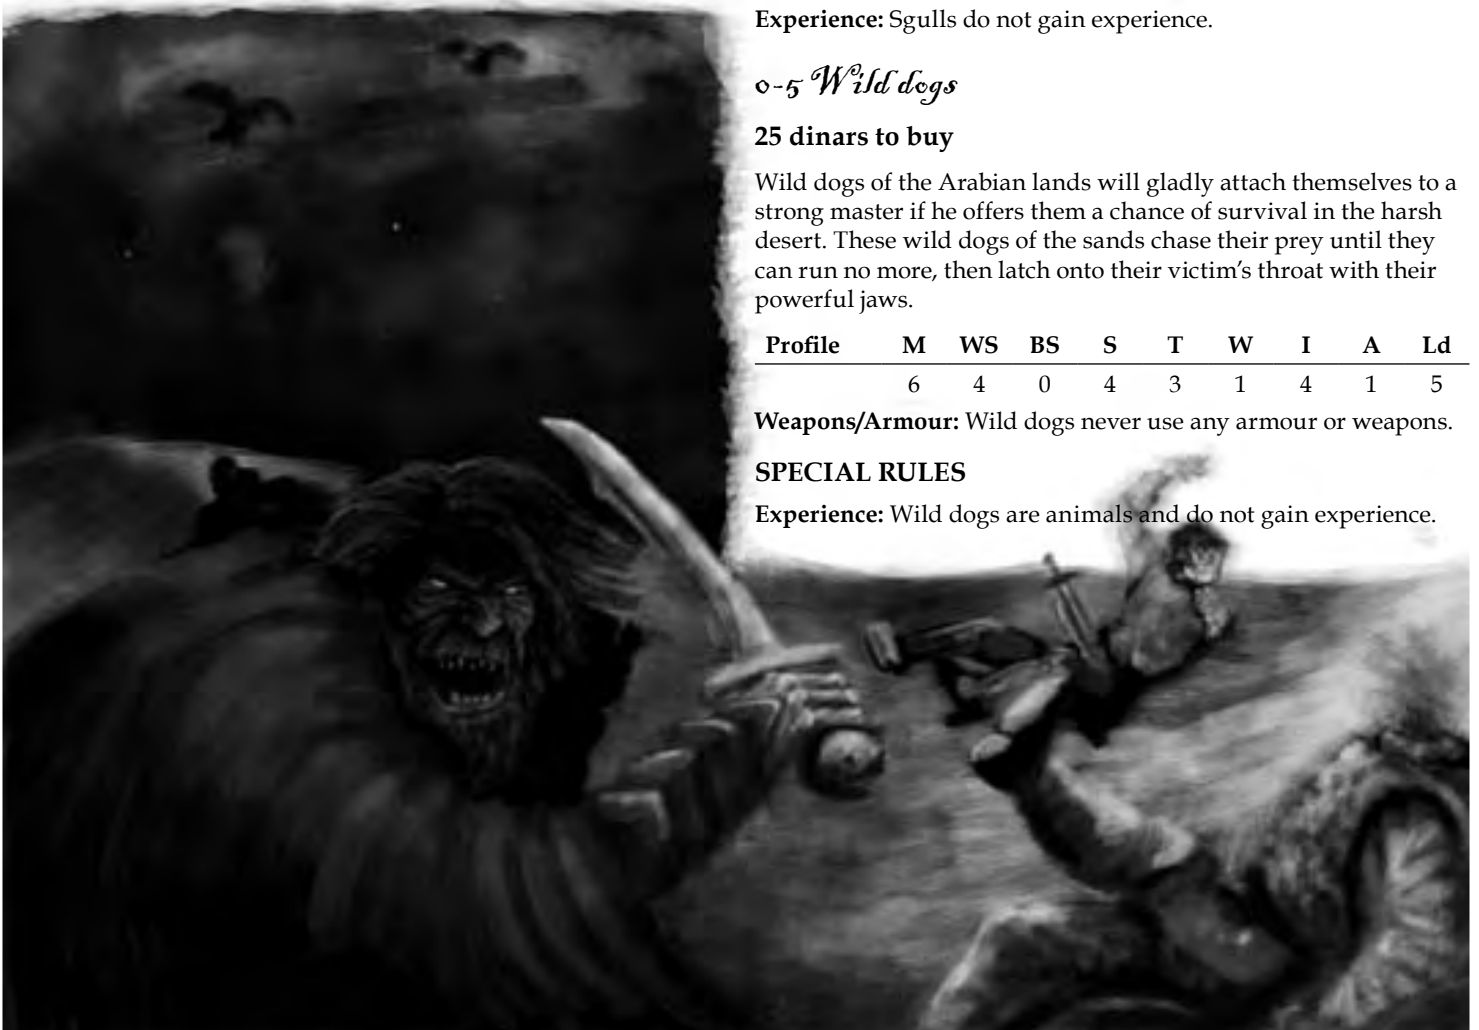 Experience: Sgulls do not gain experience.
0-5 Wild dogs
25 dinars to buy
Wild dogs of the Arabian lands will gladly attach themselves to a
strong master if he offers them a chance of survival in the harsh
desert. These wild dogs of the sands chase their prey until they
can run no more, then latch onto their victim's throat with their
powerful jaws.
Profile M WS BS S T W I A Ld
6 4 0 4 3 1 4 1 5
Weapons/Armour: Wild dogs never use any armour or weapons.
SPECIAL RULES
Experience: Wild dogs are animals and do not gain experience.